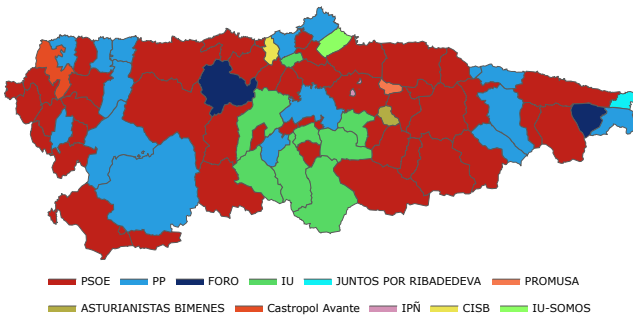 PSOE PP FORO IU JUNTOS POR RIBADEDEVA PROMUSA
ASTURIANISTAS BIMENES Castropol Avante IPÑ CISB IU-SOMOS